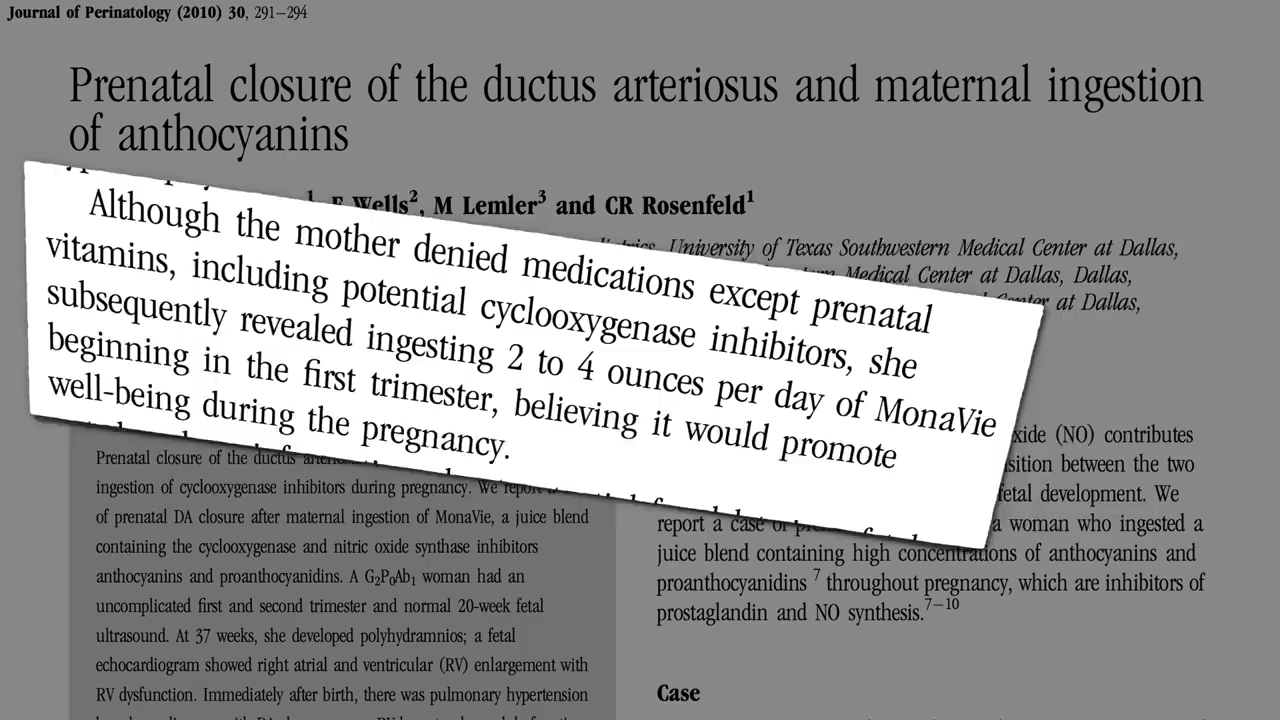 Journal of Perinatology (2010) 30, 291–294
Prenatal closure of the ductus arteriosus and maternal ingestion
of anthocyanins
Wells², M Lemler³ and CR Rosenfeld¹
University of Texas Southwestern Medical Center at Dallas,
Medical Center at Dallas, Dallas,
at Dallas,
Although the mother denied medications except prenatal
vitamins, including potential cyclooxygenase inhibitors, she
subsequently revealed ingesting 2 to 4 ounces per day of MonaVie
beginning in the first trimester, believing it would promote
well-being during the pregnancy.
Prenatal closure of the ductus
ingestion of cyclooxygenase inhibitors during pregnancy. We report
of prenatal DA closure after maternal ingestion of MonaVie, a juice blend
containing the cyclooxygenase and nitric oxide synthase inhibitors
anthocyanins and proanthocyanidins. A G₂P₀Ab₁ woman had an
uncomplicated first and second trimester and normal 20-week fetal
ultrasound. At 37 weeks, she developed polyhydramnios; a fetal
echocardiogram showed right atrial and ventricular (RV) enlargement with
RV dysfunction. Immediately after birth, there was pulmonary hypertension
(NO) contributes
between the two
fetal development. We
report a case of a woman who ingested a
juice blend containing high concentrations of anthocyanins and
proanthocyanidins ⁷ throughout pregnancy, which are inhibitors of
prostaglandin and NO synthesis.⁷⁻¹⁰
Case